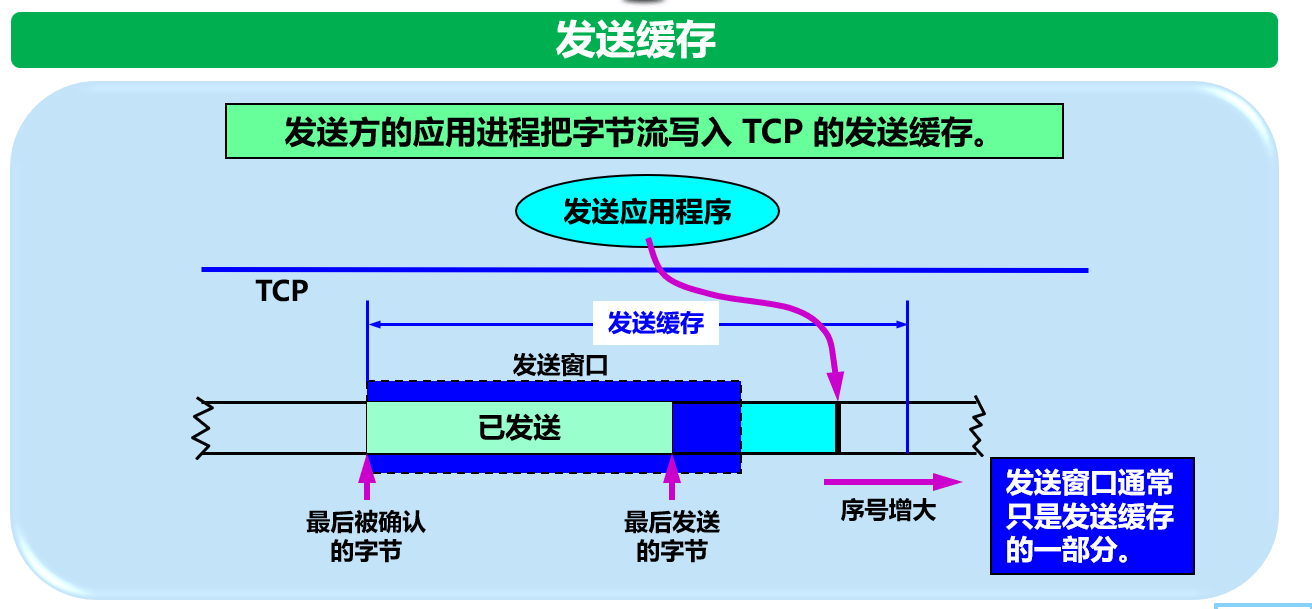 发送缓存
发送方的应用进程把字节流写入 TCP 的发送缓存。
发送应用程序
TCP
发送缓存
发送窗口
已发送
最后被确认
的字节
最后发送
的字节
序号增大
发送窗口通常
只是发送缓存
的一部分。